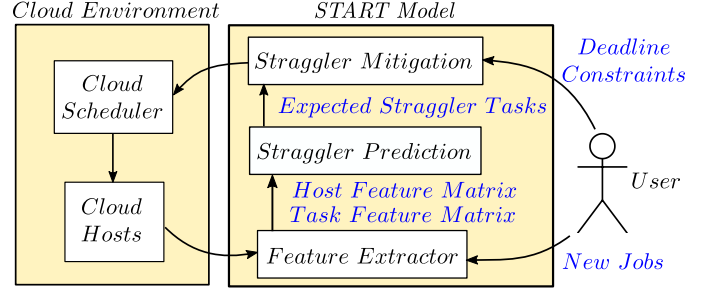 Cloud Environment
START Model
Straggler Mitigation
Deadline
Constraints
Cloud
Scheduler
Expected Straggler Tasks
Straggler Prediction
User
Host Feature Matrix
Task Feature Matrix
Cloud
Hosts
Feature Extractor
New Jobs